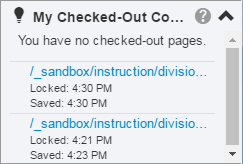 My Checked-Out Co... ?
You have no checked-out pages.
/_sandbox/instruction/divisio...
Locked: 4:30 PM
Saved: 4:30 PM
/_sandbox/instruction/divisio...
Locked: 4:21 PM
Saved: 4:23 PM